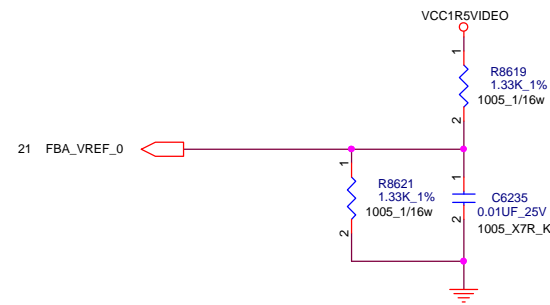 VCC1R5VIDEO
1
R8619
1.33K_1%
1005_1/16w
2
21 FBA_VREF_0
1
R8621
1.33K_1%
1005_1/16w
2
1
C6235
0.01UF_25V
2
1005_X7R_K